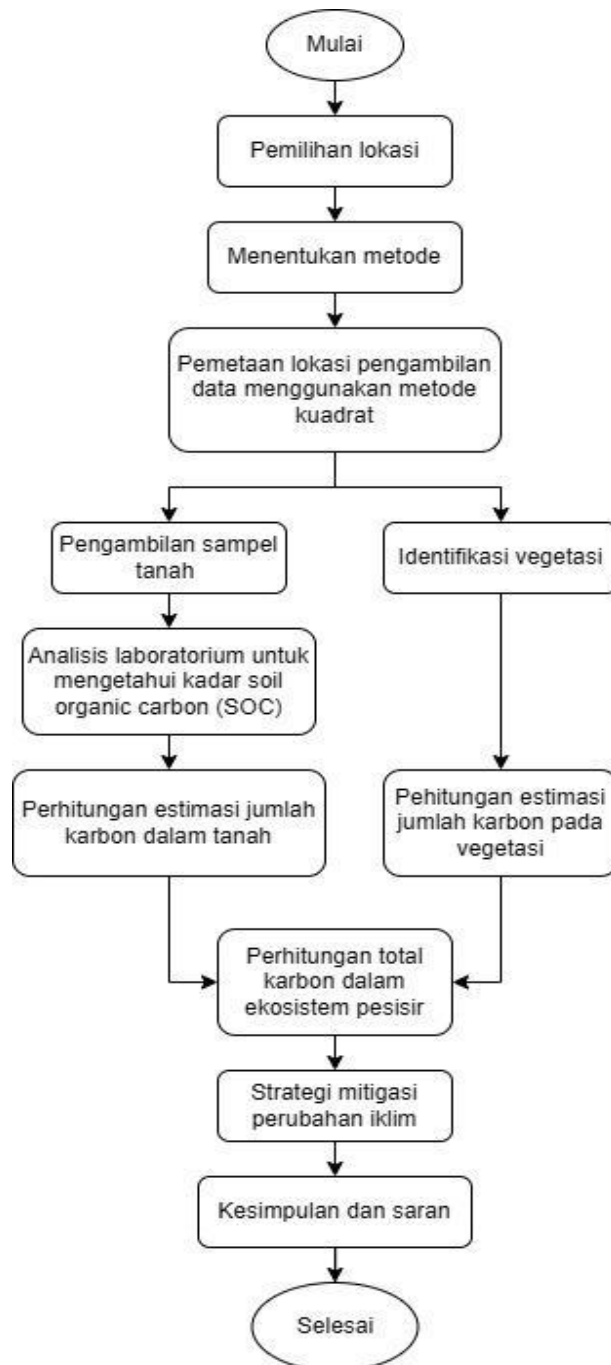 Mulai
Pemilihan lokasi
Menentukan metode
Pemetaan lokasi pengambilan
data menggunakan metode
kuadrat
Pengambilan sampel
tanah
Identifikasi vegetasi
Analisis laboratorium untuk
mengetahui kadar soil
organic carbon (SOC)
Perhitungan estimasi jumlah
karbon dalam tanah
Pehitungan estimasi
jumlah karbon pada
vegetasi
Perhitungan total
karbon dalam
ekosistem pesisir
Strategi mitigasi
perubahan iklim
Kesimpulan dan saran
Selesai